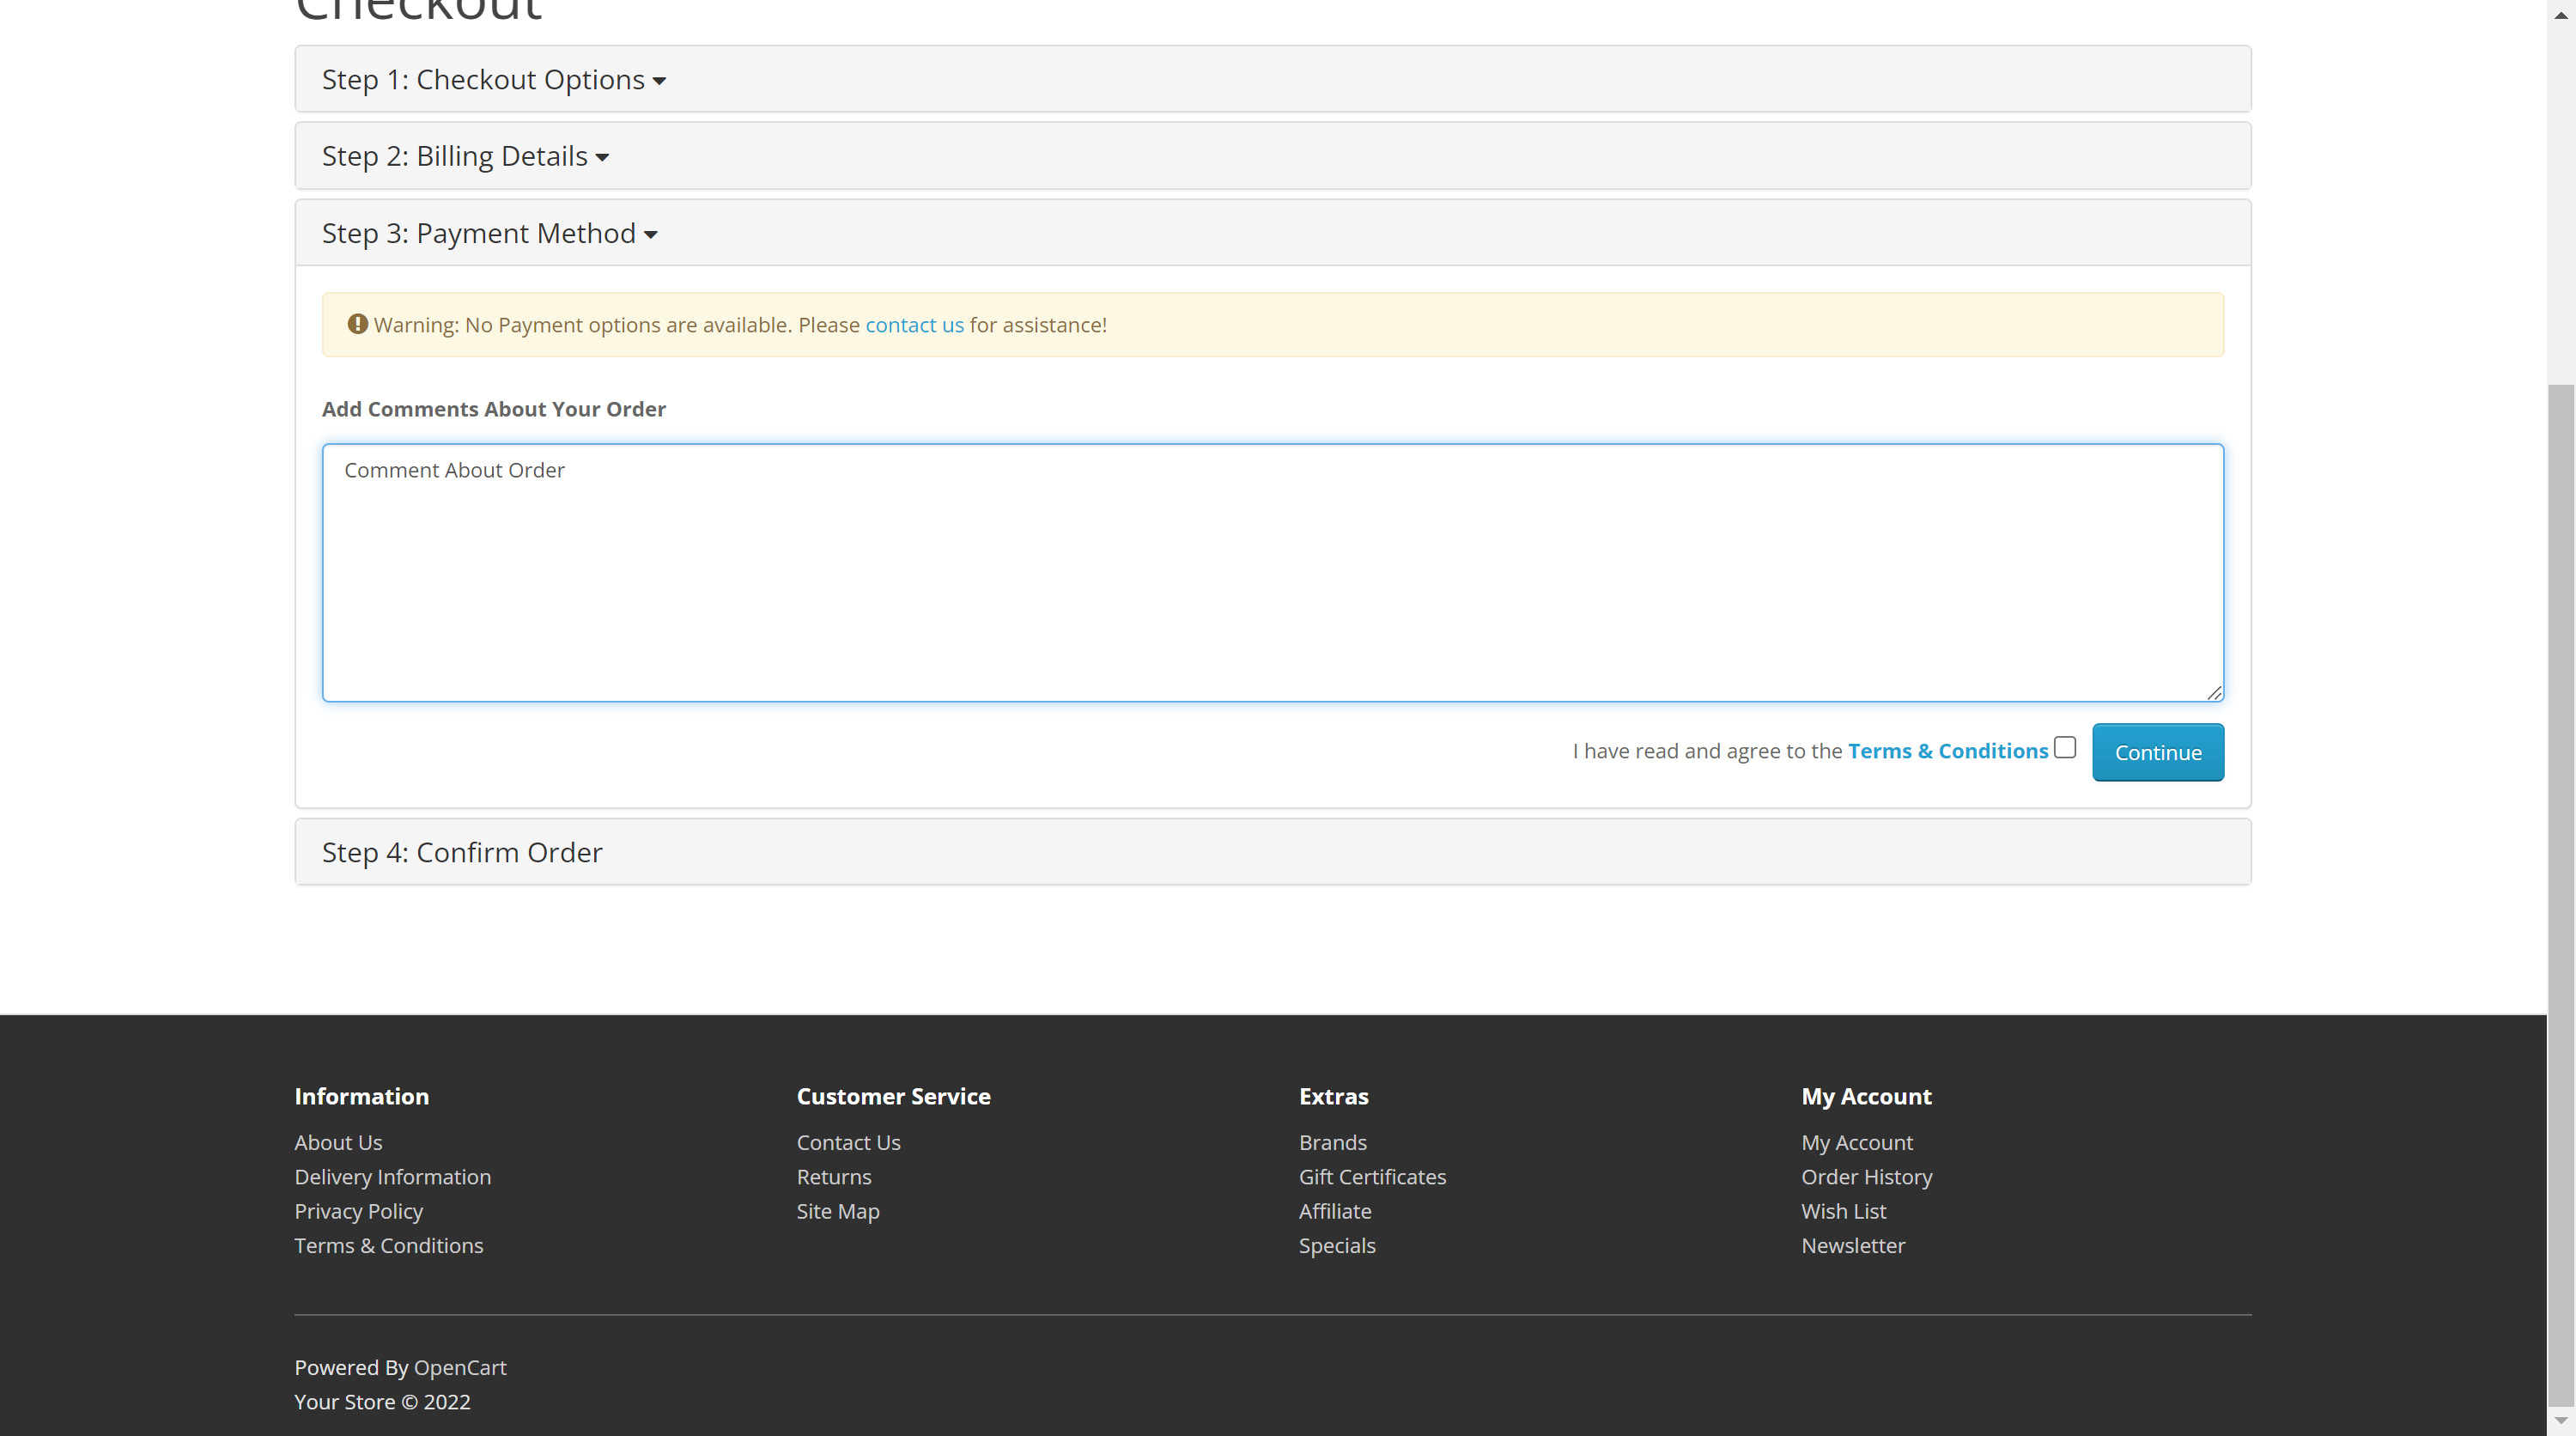 Checkout
Step 1: Checkout Options
Step 2: Billing Details
Step 3: Payment Method
Warning: No Payment options are available. Please contact us for assistance!
Add Comments About Your Order
Comment About Order
I have read and agree to the Terms & Conditions
Continue
Step 4: Confirm Order
Information
About Us
Delivery Information
Privacy Policy
Terms & Conditions
Customer Service
Contact Us
Returns
Site Map
Extras
Brands
Gift Certificates
Affiliate
Specials
My Account
My Account
Order History
Wish List
Newsletter
Powered By OpenCart
Your Store © 2022